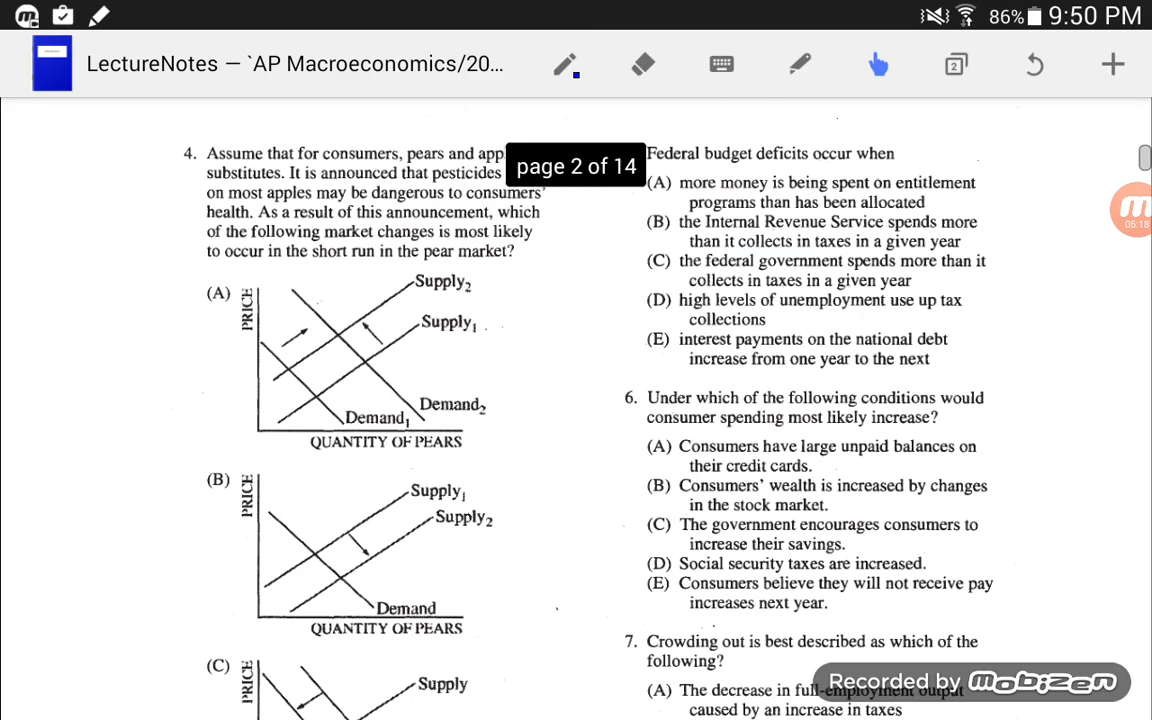 86% 9:50 PM
LectureNotes — `AP Macroeconomics/20...
2
page 2 of 14
05:18
4. Assume that for consumers, pears and app
substitutes. It is announced that pesticides
on most apples may be dangerous to consumers'
health. As a result of this announcement, which
of the following market changes is most likely
to occur in the short run in the pear market?
(A) PRICE
Supply2
Supply1
Demand1
Demand2
QUANTITY OF PEARS
(B) PRICE
Supply1
Supply2
Demand
QUANTITY OF PEARS
(C) PRICE
Supply
Federal budget deficits occur when
(A) more money is being spent on entitlement
programs than has been allocated
(B) the Internal Revenue Service spends more
than it collects in taxes in a given year
(C) the federal government spends more than it
collects in taxes in a given year
(D) high levels of unemployment use up tax
collections
(E) interest payments on the national debt
increase from one year to the next
6. Under which of the following conditions would
consumer spending most likely increase?
(A) Consumers have large unpaid balances on
their credit cards.
(B) Consumers' wealth is increased by changes
in the stock market.
(C) The government encourages consumers to
increase their savings.
(D) Social security taxes are increased.
(E) Consumers believe they will not receive pay
increases next year.
7. Crowding out is best described as which of the
following?
(A) The decrease in full-employment output
caused by an increase in taxes
Recorded by mobizen